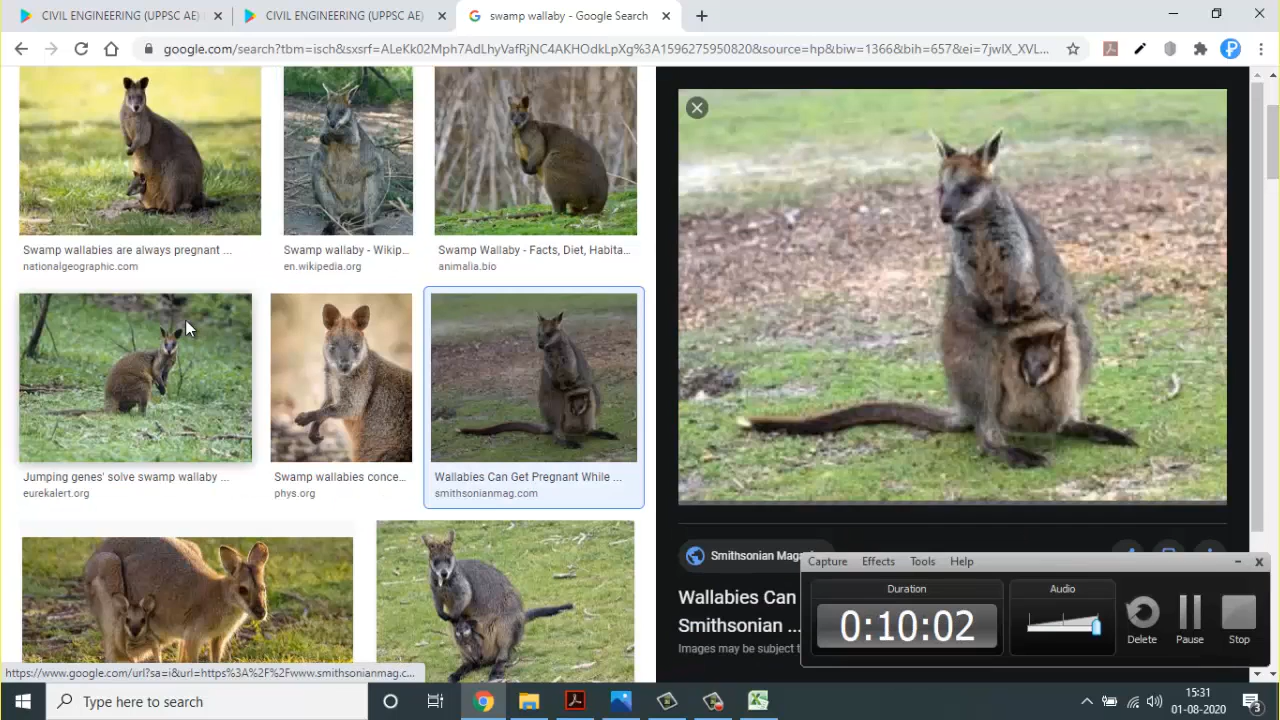 CIVIL ENGINEERING (UPPSC AE)
CIVIL ENGINEERING (UPPSC AE)
swamp wallaby - Google Search
google.com/search?tbm=isch&sxsrf=ALeKk02Mph7AdLhyVafRjNC4AKHOdkLpXg%3A1596275950820&source=hp&biw=1366&bih=657&ei=7jwlX_XVL...
Swamp wallabies are always pregnant ...
nationalgeographic.com
Swamp wallaby - Wikip...
en.wikipedia.org
Swamp Wallaby - Facts, Diet, Habita...
animalia.bio
Jumping genes' solve swamp wallaby ...
eurekalert.org
Swamp wallabies conce...
phys.org
Wallabies Can Get Pregnant While ...
smithsonianmag.com
Smithsonian Maga
Wallabies Can
Smithsonian ...
Images may be subject t
Capture Effects Tools Help
Duration
0:10:02
Audio
Delete
Pause
Stop
https://www.google.com/url?sa=i&url=https%3A%2F%2Fwww.smithsonianmag.c...
Type here to search
15:31
01-08-2020
3